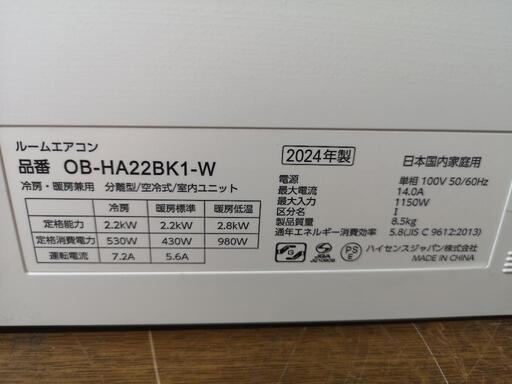 ルームエアコン
品番 OB-HA22BK1-W
冷房・暖房兼用 分離型/空冷式/室内ユニット
冷房 暖房標準 暖房低温
定格能力 2.2kW 2.2kW 2.8kW
定格消費電力 530W 430W 980W
運転電流 7.2A 5.6A
2024年製 日本国内家庭用
電源 単相 100V 50/60Hz
最大電流 14.0A
最大入力 1150W
区分名 I
製品質量 8.5kg
通年エネルギー消費効率 5.8(JIS C 9612:2013)
PS E
ハイセンスジャパン株式会社
MADE IN CHINA